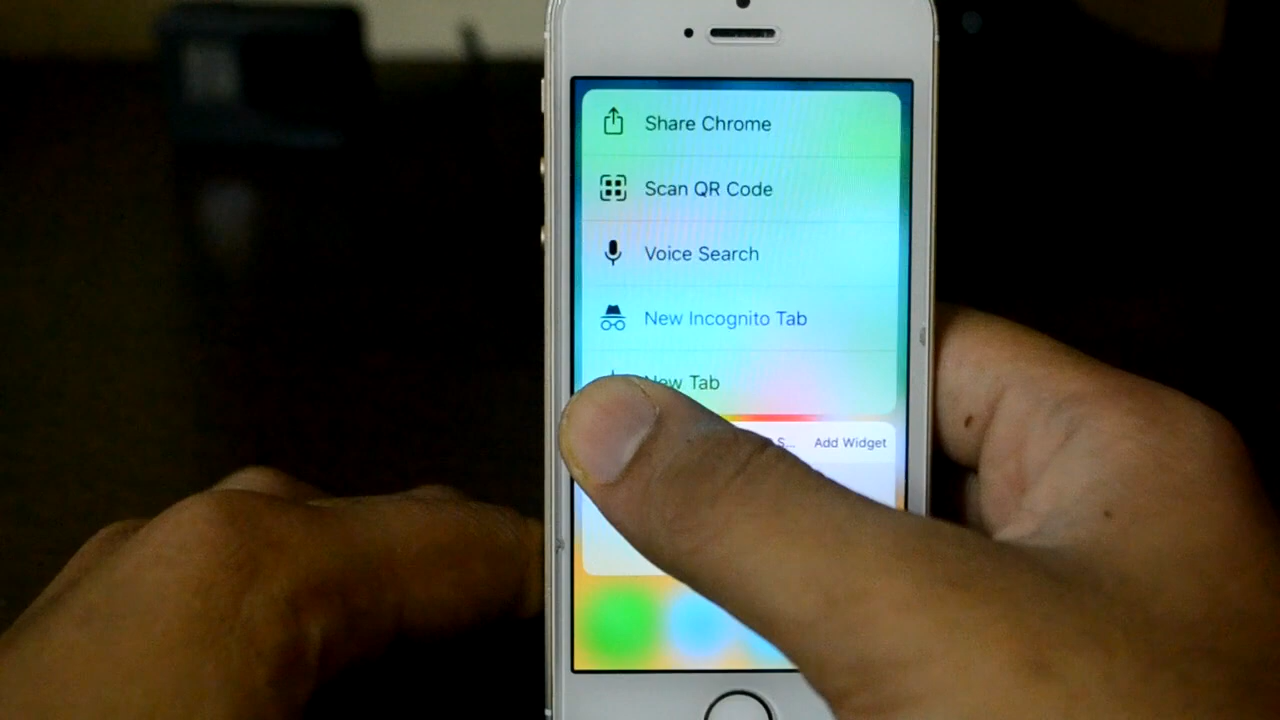 Share Chrome
Scan QR Code
Voice Search
New Incognito Tab
New Tab
S... Add Widget